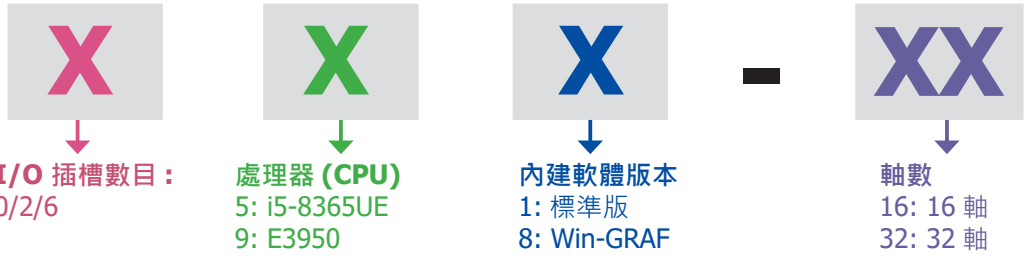 X X X - XX
I/O 插槽數目 : 處理器 (CPU) 內建軟體版本 軸數
0/2/6 5: i5-8365UE 1: 標準版 16: 16 軸
9: E3950 8: Win-GRAF 32: 32 軸